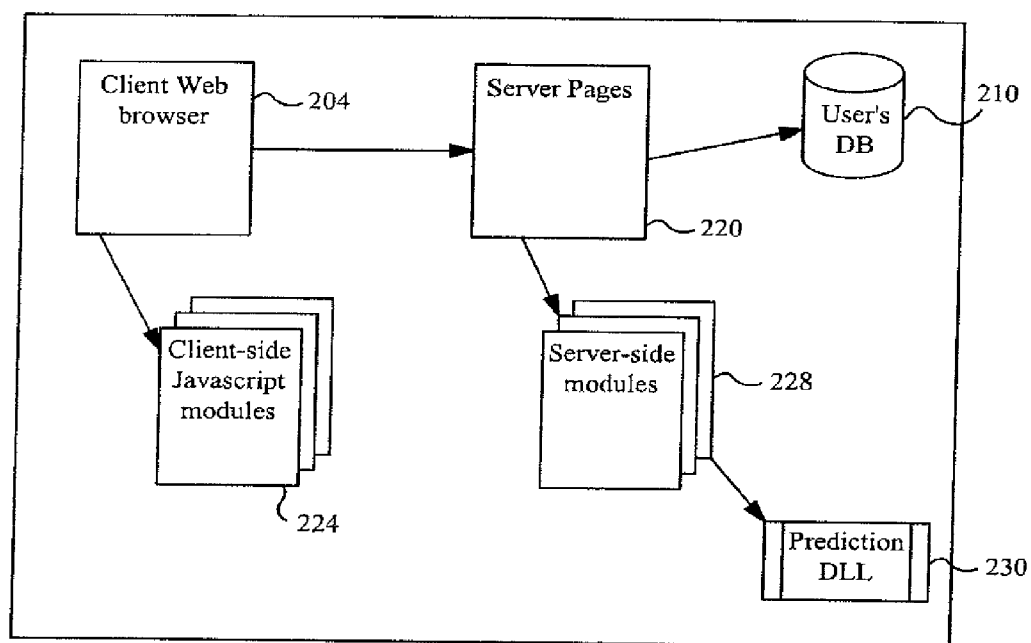 Client Web
browser
204
Server Pages
220
User's
DB
210
Client-side
Javascript
modules
224
Server-side
modules
228
Prediction
DLL
230